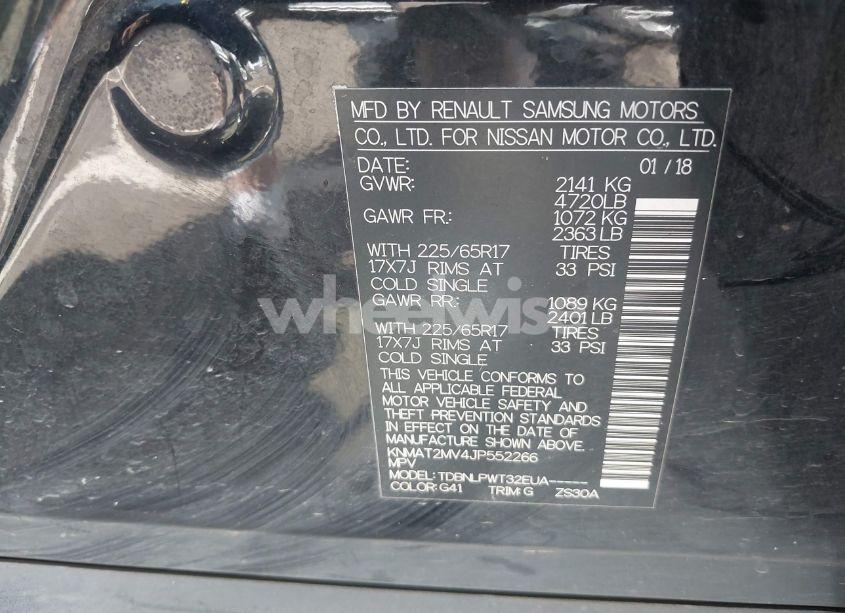 MFD BY RENAULT SAMSUNG MOTORS
CO., LTD. FOR NISSAN MOTOR CO., LTD.
DATE: 01 / 18
GVWR: 2141 KG
4720LB
GAWR FR.: 1072 KG
2363 LB
WITH 225/65R17 TIRES
17X7J RIMS AT 33 PSI
COLD SINGLE
GAWR RR.: 1089 KG
2401 LB
WITH 225/65R17 TIRES
17X7J RIMS AT 33 PSI
COLD SINGLE
THIS VEHICLE CONFORMS TO
ALL APPLICABLE FEDERAL
MOTOR VEHICLE SAFETY AND
THEFT PREVENTION STANDARDS
IN EFFECT ON THE DATE OF
MANUFACTURE SHOWN ABOVE.
KNMAT2MV4JP552266
MPV
MODEL: TDBNLPWT32EUA-----
COLOR: G41 TRIM: G ZS30A
wheelwis